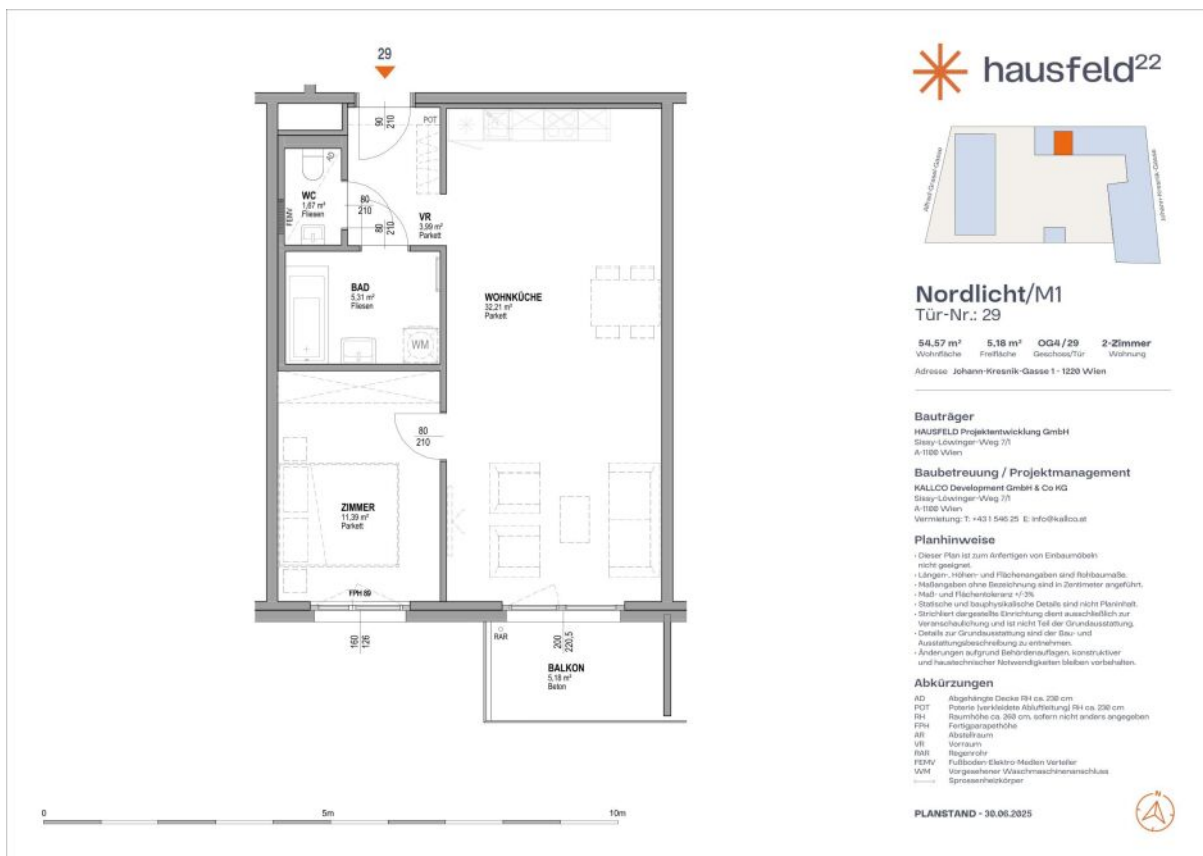 29
90
210
POT
AD
WC
1,67 m²
Fliesen
FEMV
80
210
80
210
VR
3,99 m²
Parkett
BAD
5,31 m²
Fliesen
WM
WOHNKÜCHE
32,21 m²
Parkett
80
210
ZIMMER
11,39 m²
Parkett
FPH 89
160
126
RAR
200
220,5
BALKON
5,18 m²
Beton
0
5m
10m
hausfeld22
Alfred-Grissel-Gasse
Johann-Kresnik-Gasse
Nordlicht/M1
Tür-Nr.: 29
54,57 m² 5,18 m² OG4/29 2-Zimmer
Wohnfläche Freifläche Geschoss/Tür Wohnung
Adresse Johann-Kresnik-Gasse 1 - 1220 Wien
Bauträger
HAUSFELD Projektentwicklung GmbH
Sissy-Löwinger-Weg 7/1
A-1100 Wien
Baubetreuung / Projektmanagement
KALLCO Development GmbH & Co KG
Sissy-Löwinger-Weg 7/1
A-1100 Wien
Vermietung: T: +43 1 546 25 E: info@kallco.at
Planhinweise
• Dieser Plan ist zum Anfertigen von Einbaumöbeln
nicht geeignet.
• Längen-, Höhen- und Flächenangaben sind Rohbaumaße.
• Maßangaben ohne Bezeichnung sind in Zentimeter angeführt.
• Maß- und Flächentoleranz +/-3%
• Statische und bauphysikalische Details sind nicht Planinhalt.
• Strichliert dargestellte Einrichtung dient ausschließlich zur
Veranschaulichung und ist nicht Teil der Grundausstattung.
• Details zur Grundausstattung sind der Bau- und
Ausstattungsbeschreibung zu entnehmen.
• Änderungen aufgrund Behördenauflagen, konstruktiver
und haustechnischer Notwendigkeiten bleiben vorbehalten.
Abkürzungen
AD Abgehängte Decke RH ca. 230 cm
POT Poterie (verkleidete Abluftleitung) RH ca. 230 cm
RH Raumhöhe ca. 260 cm, sofern nicht anders angegeben
FPH Fertigparapethöhe
AR Abstellraum
VR Vorraum
RAR Regenrohr
FEMV Fußboden-Elektro-Medien Verteiler
WM Vorgesehener Waschmaschinenanschluss
Sprossenheizkörper
PLANSTAND - 30.06.2025
N